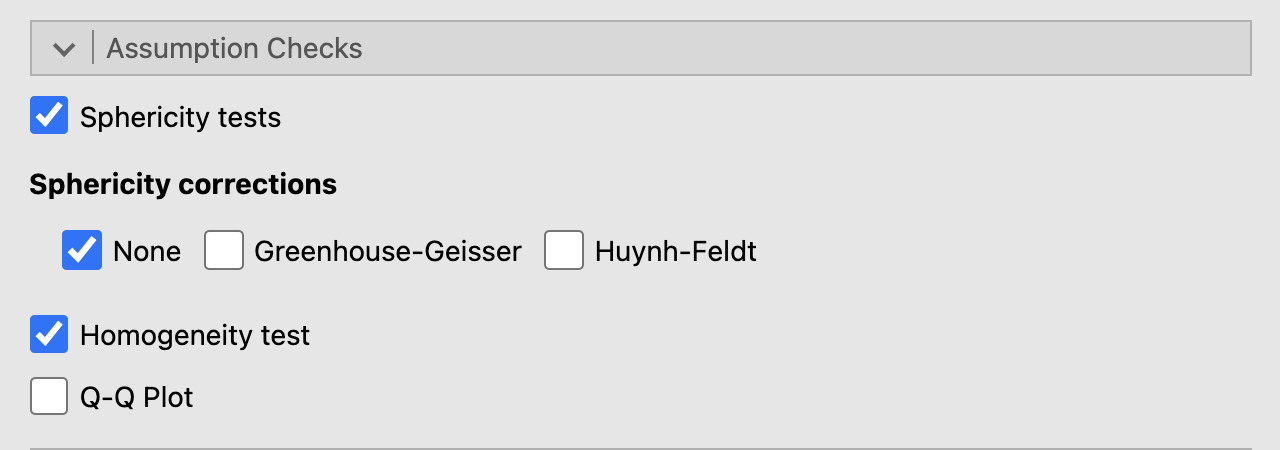 Assumption Checks
Sphericity tests
Sphericity corrections
None Greenhouse-Geisser Huynh-Feldt
Homogeneity test
Q-Q Plot